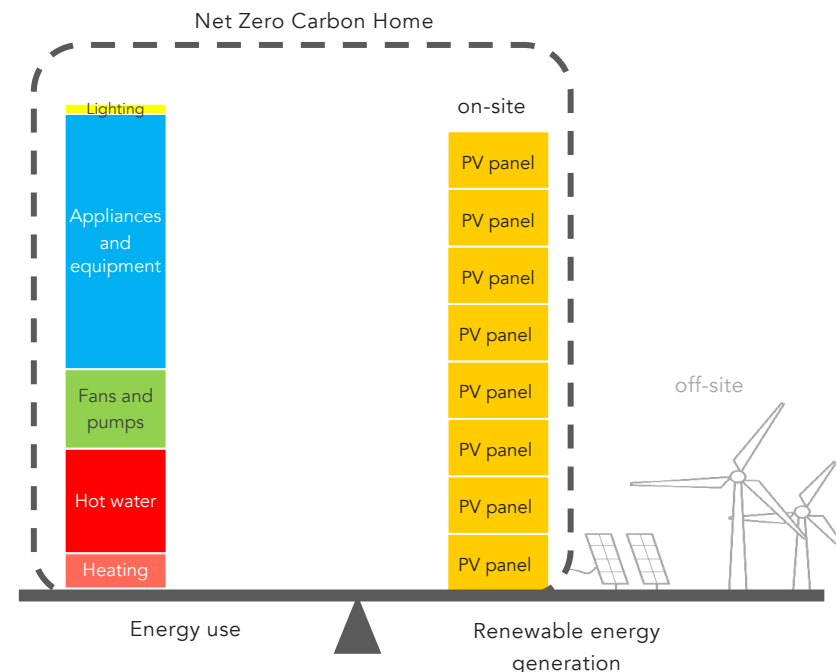 Net Zero Carbon Home
Lighting
Appliances
and
equipment
Fans and
pumps
Hot water
Heating
on-site
PV panel
PV panel
PV panel
PV panel
PV panel
PV panel
PV panel
PV panel
off-site
Energy use
Renewable energy
generation